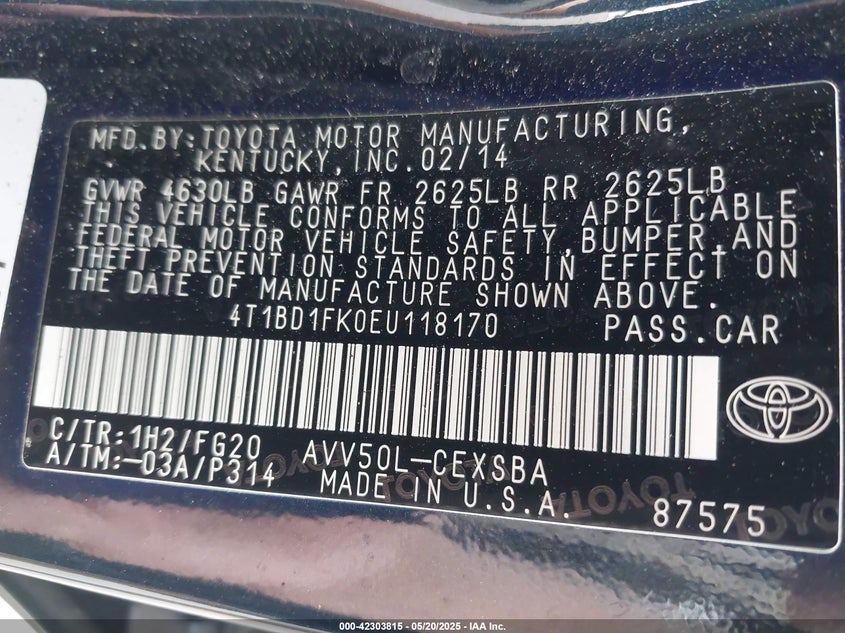 MFD.BY:TOYOTA MOTOR MANUFACTURING,
KENTUCKY,INC.02/14
GVWR 4630LB GAWR FR 2625LB RR 2625LB
THIS VEHICLE CONFORMS TO ALL APPLICABLE
FEDERAL MOTOR VEHICLE SAFETY,BUMPER,AND
THEFT PREVENTION STANDARDS IN EFFECT ON
THE DATE OF MANUFACTURE SHOWN ABOVE.
4T1BD1FK0EU118170 PASS.CAR
C/TR:1H2/FG20 AVV50L-CEXSBA
A/TM:-03A/P314 MADE IN U.S.A. 87575
TOYOTA TOYOTA TOYOTA
000-42303815 - 05/20/2025 - IAA Inc.